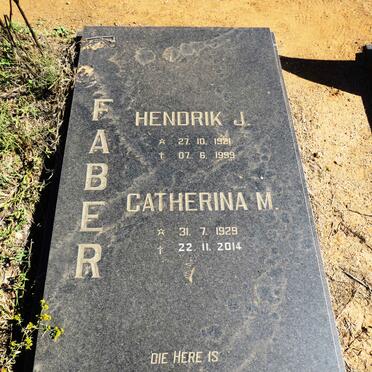 FABER
HENDRIK J.
☆ 27. 10. 1921
† 07. 6. 1999
CATHERINA M.
☆ 31. 7. 1929
† 22. 11. 2014
DIE HERE IS